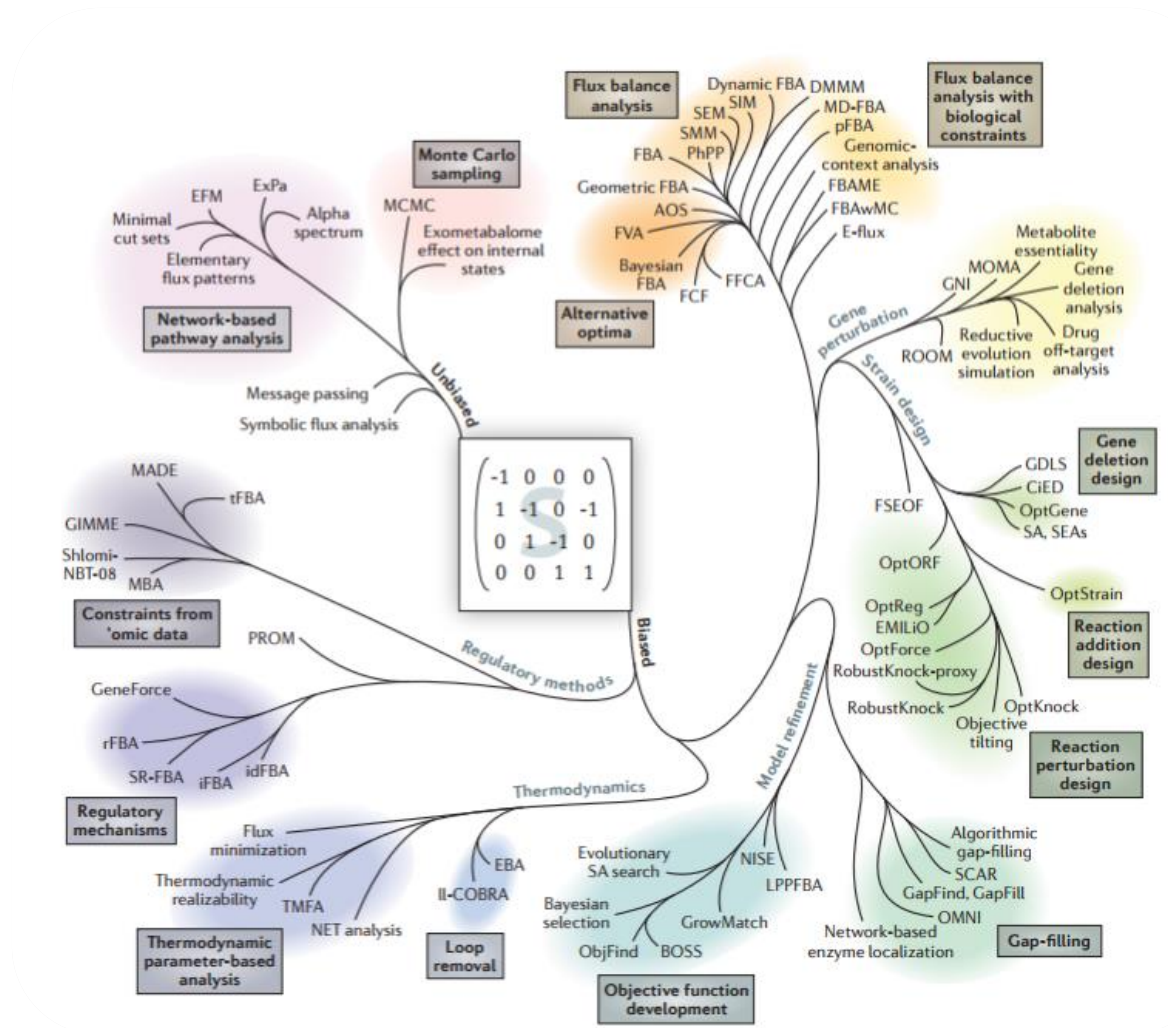 Flux balance
analysis
Dynamic FBA
DMMM
SIM
SEM
MD-FBA
SMM
pFBA
PhPP
FBA
Genomic-
context analysis
Geometric FBA
FBAME
AOS
FBAwMC
FVA
E-flux
Bayesian
FBA
FCF
FFCA
Alternative
optima
Flux balance
analysis with
biological
constraints
Monte Carlo
sampling
MCMC
Exometabalome
effect on internal
states
ExPa
EFM
Minimal
cut sets
Alpha
spectrum
Elementary
flux patterns
Network-based
pathway analysis
Message passing
Symbolic flux analysis
Unbiased
Gene
perturbation
Metabolite
essentiality
MOMA
GNI
Gene
deletion
analysis
ROOM
Reductive
evolution
simulation
Drug
off-target
analysis
Strain design
Gene
deletion
design
GDLS
CiED
OptGene
SA, SEAs
FSEOF
OptORF
OptStrain
Reaction
addition
design
OptReg
EMILiO
OptForce
RobustKnock-proxy
RobustKnock
OptKnock
Objective
tilting
Reaction
perturbation
design
-1 0 0 0
1 -1 0 -1
0 1 -1 0
0 0 1 1
S
Biased
MADE
tFBA
GIMME
Shlomi-
NBT-08
MBA
Constraints from
'omic data
PROM
Regulatory methods
GeneForce
rFBA
SR-FBA
iFBA
idFBA
Regulatory
mechanisms
Thermodynamics
Flux
minimization
Thermodynamic
realizability
TMFA
NET analysis
Thermodynamic
parameter-based
analysis
EBA
ll-COBRA
Loop
removal
Model refinement
Evolutionary
SA search
NISE
LPPFBA
Bayesian
selection
GrowMatch
ObjFind
BOSS
Objective function
development
Algorithmic
gap-filling
SCAR
GapFind, GapFill
OMNI
Network-based
enzyme localization
Gap-filling